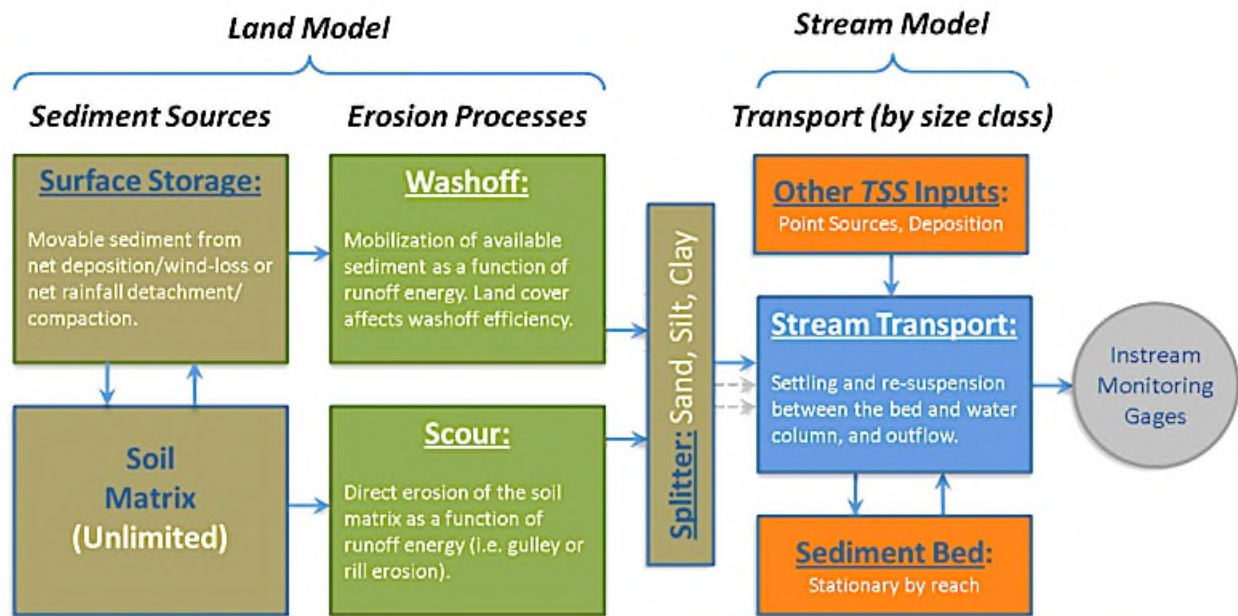 Land Model
Stream Model
Sediment Sources
Erosion Processes
Transport (by size class)
Surface Storage:
Movable sediment from
net deposition/wind-loss or
net rainfall detachment/
compaction.
Washoff:
Mobilization of available
sediment as a function of
runoff energy. Land cover
affects washoff efficiency.
Soil
Matrix
(Unlimited)
Scour:
Direct erosion of the soil
matrix as a function of
runoff energy (i.e. gulley or
rill erosion).
Splitter: Sand, Silt, Clay
Other TSS Inputs:
Point Sources, Deposition
Stream Transport:
Settling and re-suspension
between the bed and water
column, and outflow.
Sediment Bed:
Stationary by reach
Instream
Monitoring
Gages